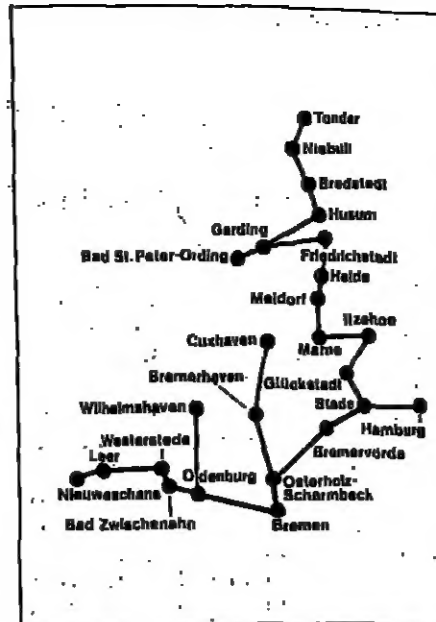 Tonder
Niebüll
Bredstedt
Husum
Garding
Bad St. Peter-Ording
Friedrichstadt
Heide
Meldorf
Itzehoe
Marne
Cuxhaven
Glückstadt
Bremerhaven
Stade
Wilhelmshaven
Hamburg
Bremervörde
Westerstede
Leer
Oldenburg
Osterholz-
Scharmbeck
Nieuweschans
Bad Zwischenahn
Bremen